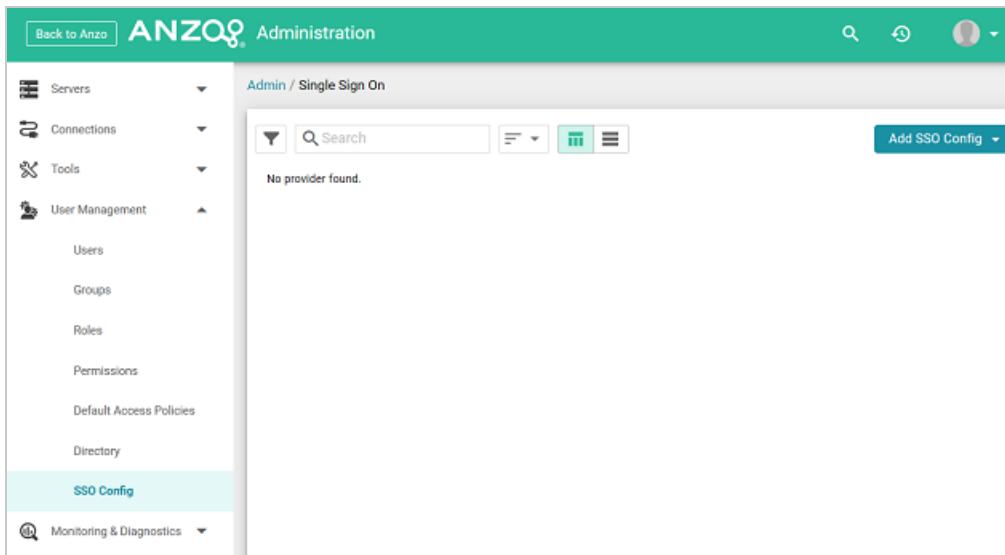 Back to Anzo ANZO Administration
Servers
Connections
Tools
User Management
Users
Groups
Roles
Permissions
Default Access Policies
Directory
SSO Config
Monitoring & Diagnostics
Admin / Single Sign On
Search
Add SSO Config
No provider found.